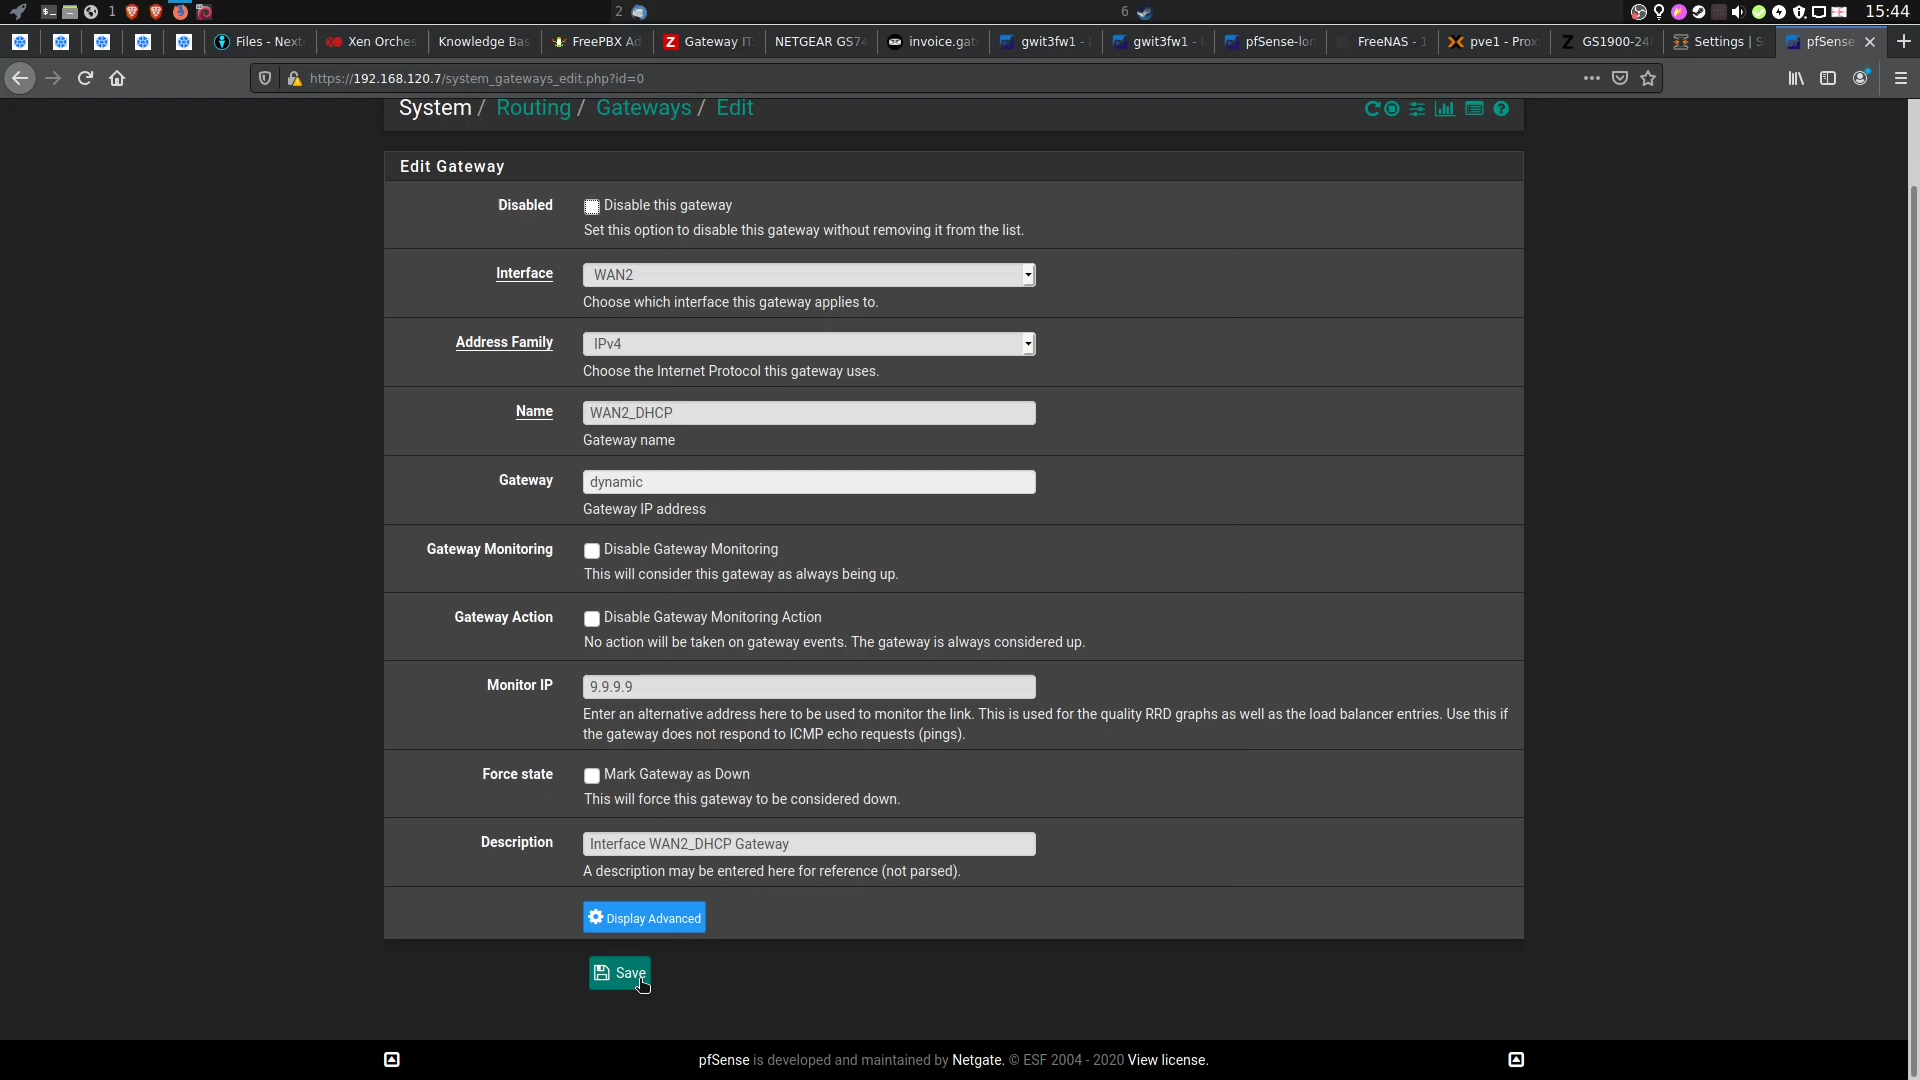 1
2
6
15:44
Files - Next
Xen Orches
Knowledge Bas
FreePBX Ad
Gateway IT
NETGEAR GS74
invoice.gat
gwit3fw1 -
gwit3fw1 -
pfSense-lon
FreeNAS - 1
pve1 - Prox
GS1900-24
Settings | S
pfSense.
https://192.168.120.7/system_gateways_edit.php?id=0
System / Routing / Gateways / Edit
Edit Gateway
Disabled
Disable this gateway
Set this option to disable this gateway without removing it from the list.
Interface
WAN2
Choose which interface this gateway applies to.
Address Family
IPv4
Choose the Internet Protocol this gateway uses.
Name
WAN2_DHCP
Gateway name
Gateway
dynamic
Gateway IP address
Gateway Monitoring
Disable Gateway Monitoring
This will consider this gateway as always being up.
Gateway Action
Disable Gateway Monitoring Action
No action will be taken on gateway events. The gateway is always considered up.
Monitor IP
9.9.9.9
Enter an alternative address here to be used to monitor the link. This is used for the quality RRD graphs as well as the load balancer entries. Use this if
the gateway does not respond to ICMP echo requests (pings).
Force state
Mark Gateway as Down
This will force this gateway to be considered down.
Description
Interface WAN2_DHCP Gateway
A description may be entered here for reference (not parsed).
Display Advanced
Save
pfSense is developed and maintained by Netgate. © ESF 2004 - 2020 View license.